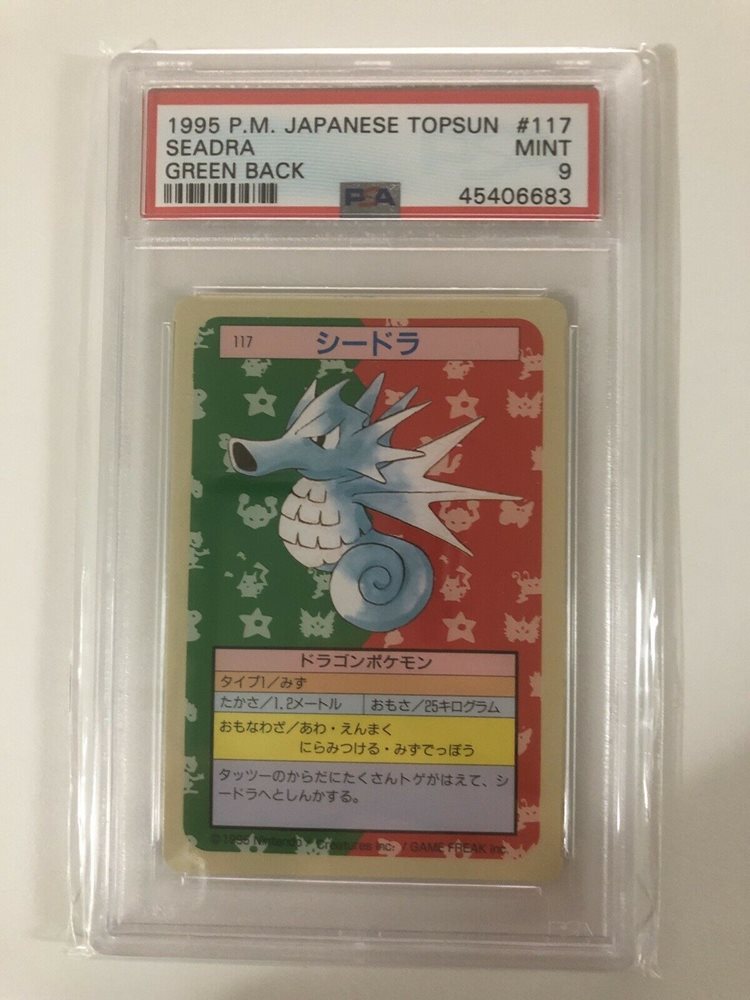 1995 P.M. JAPANESE TOPSUN #117
SEADRA MINT
GREEN BACK 9
PSA 45406683
117 シードラ
ドラゴンポケモン
タイプ1/みず
たかさ/1.2メートル おもさ/25キログラム
おもなわざ/あわ・えんまく
にらみつける・みずでっぽう
タッツーのからだにたくさんトゲがはえて、シ
ードラへとしんかする。
©1995 Nintendo / Creatures inc. / GAME FREAK inc.